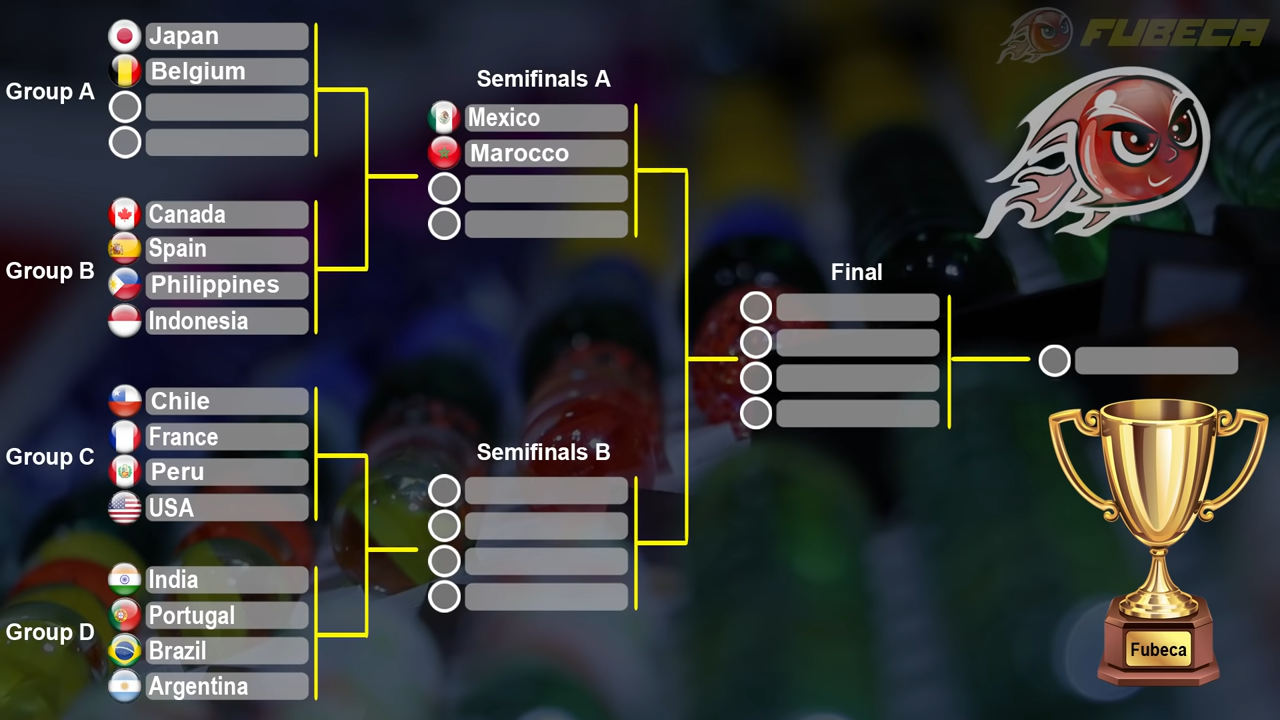 FUBECA
Group A
Japan
Belgium
Group B
Canada
Spain
Philippines
Indonesia
Group C
Chile
France
Peru
USA
Group D
India
Portugal
Brazil
Argentina
Semifinals A
Mexico
Marocco
Semifinals B
Final
Fubeca